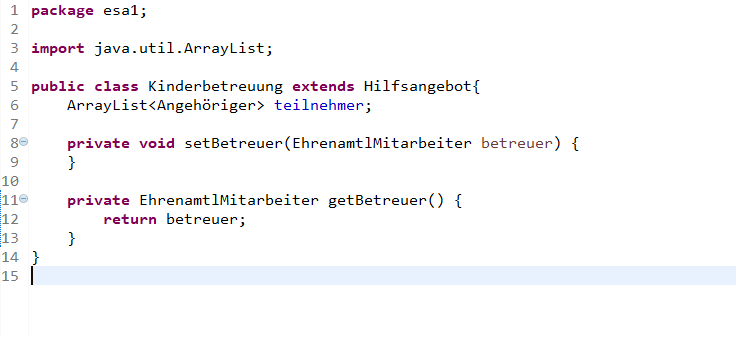 1 package esa1;
2
3 import java.util.ArrayList;
4
5 public class Kinderbetreuung extends Hilfsangebot{
6     ArrayList<Angehöriger> teilnehmer;
7
8     private void setBetreuer(EhrenamtlMitarbeiter betreuer) {
9     }
10
11     private EhrenamtlMitarbeiter getBetreuer() {
12         return betreuer;
13     }
14 }
15